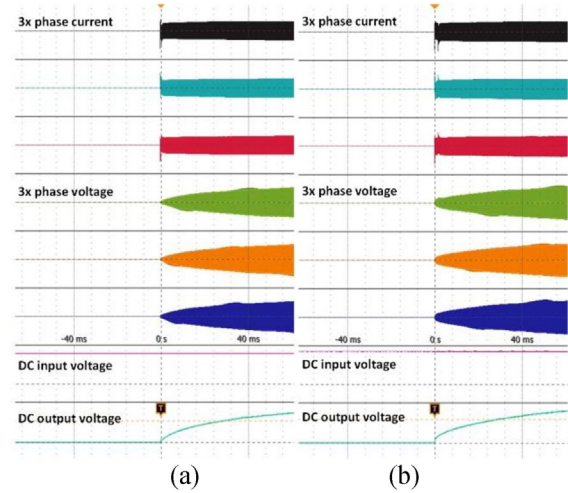 3x phase current
3x phase voltage
-40 ms
0:s
40 ms
DC input voltage
DC output voltage
T
(a)
3x phase current
3x phase voltage
-40 ms
0:s
40 ms
DC input voltage
DC output voltage
T
(b)